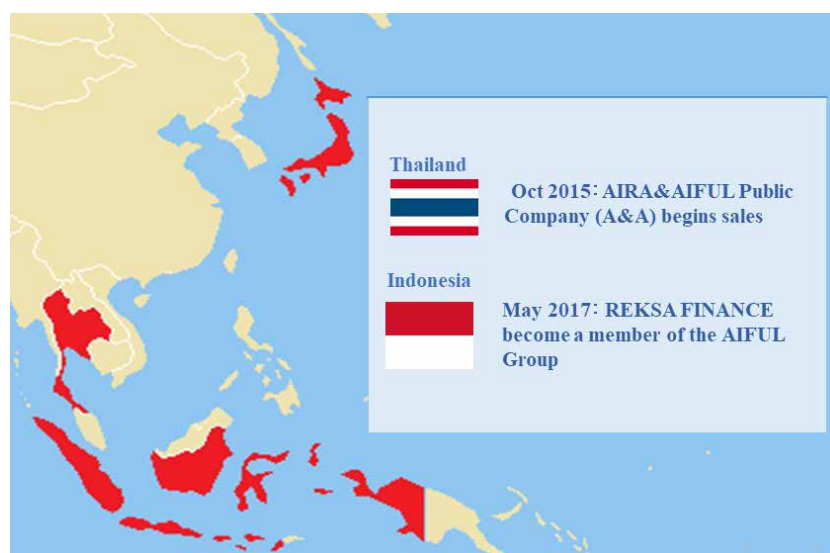 Thailand
Oct 2015：AIRA&AIFUL Public
Company (A&A) begins sales
Indonesia
May 2017：REKSA FINANCE
become a member of the AIFUL
Group